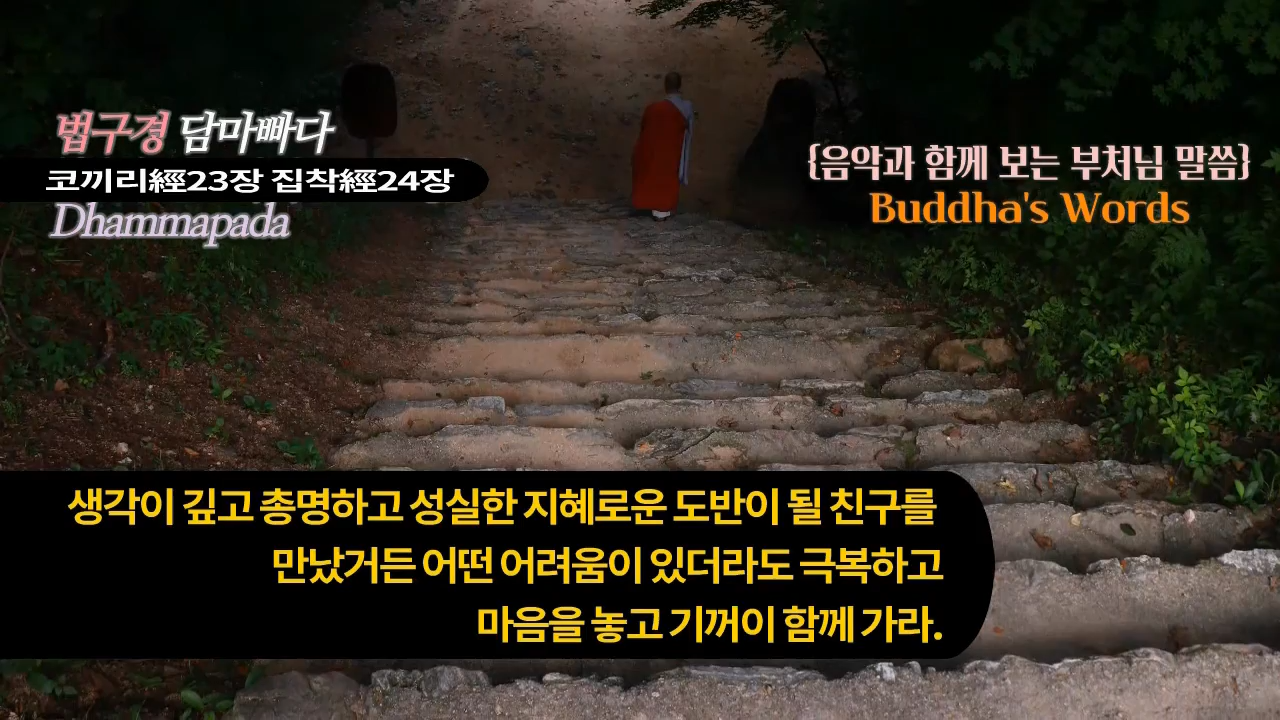 법구경 담마빠다
코끼리經23장 집착經24장
Dhammapada
{음악과 함께 보는 부처님 말씀}
Buddha's Words
생각이 깊고 총명하고 성실한 지혜로운 도반이 될 친구를
만났거든 어떤 어려움이 있더라도 극복하고
마음을 놓고 기꺼이 함께 가라.